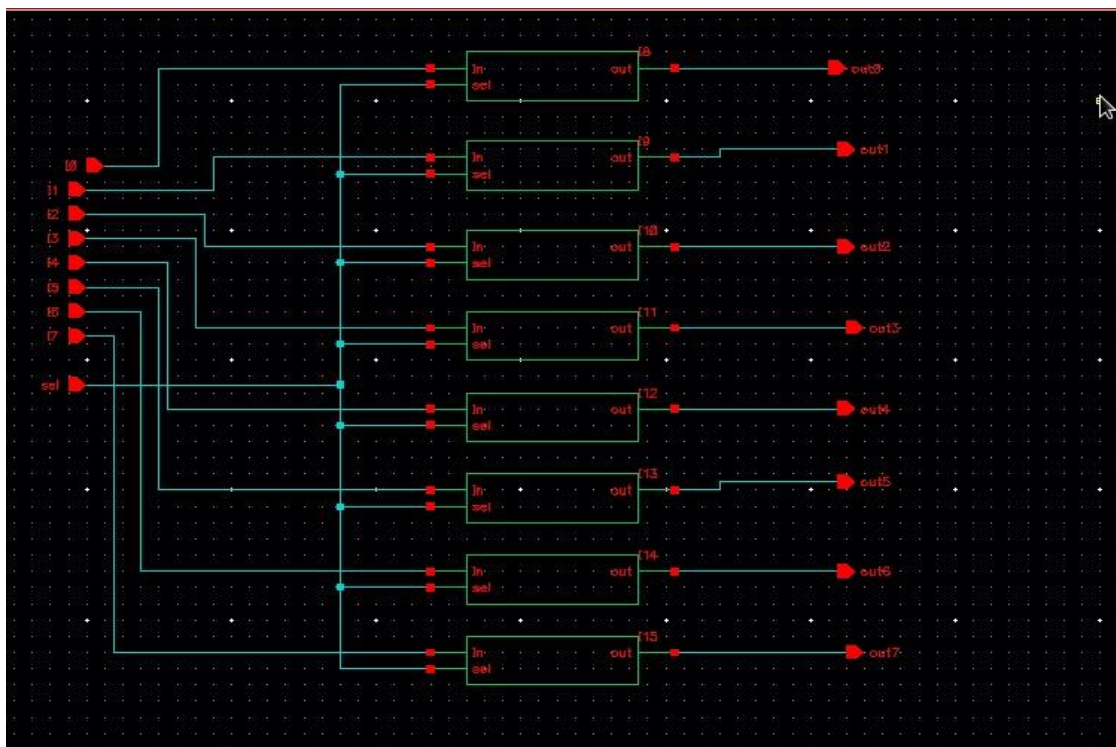 I8
In out out0
sel
I9
In out out1
sel
I0
I1
I2
I10
In out out2
sel
I3
I4
I5
I6
I11
In out out3
sel
I7
sel
I12
In out out4
sel
I13
In out out5
sel
I14
In out out6
sel
I15
In out out7
sel